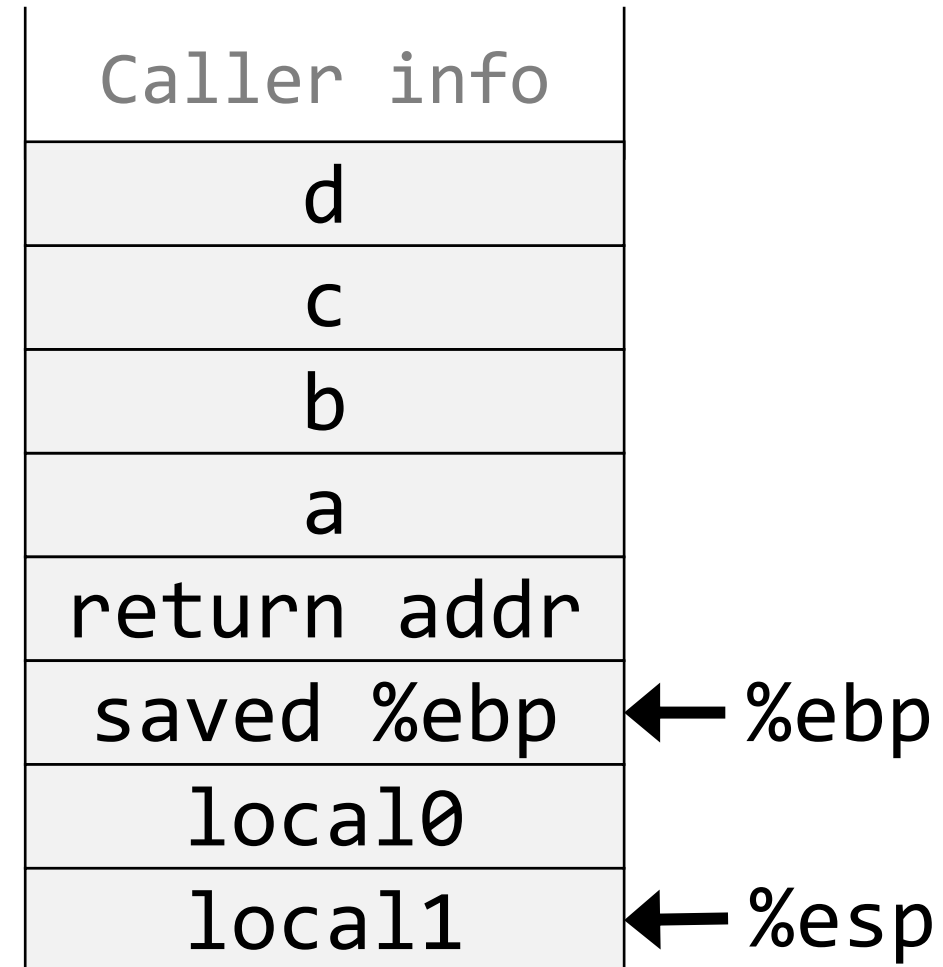 Caller info
d
c
b
a
return addr
saved %ebp
%ebp
local0
local1
%esp